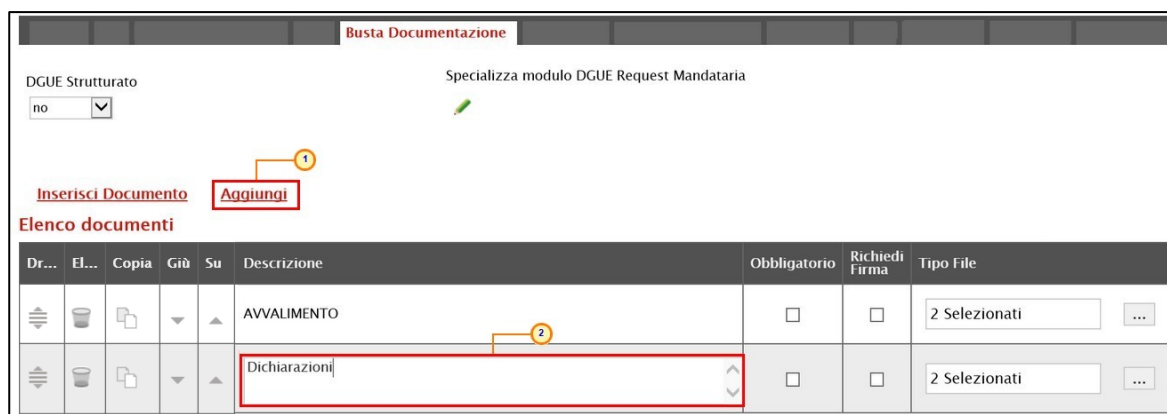 Busta Documentazione
DGUE Strutturato
Specializza modulo DGUE Request Mandataria
no
1
Inserisci Documento Aggiungi
Elenco documenti
Dr... El... Copia Giù Su Descrizione Obbligatorio Richiedi Firma Tipo File
AVVALIMENTO 2 Selezionati ...
2
Dichiarazioni 2 Selezionati ...